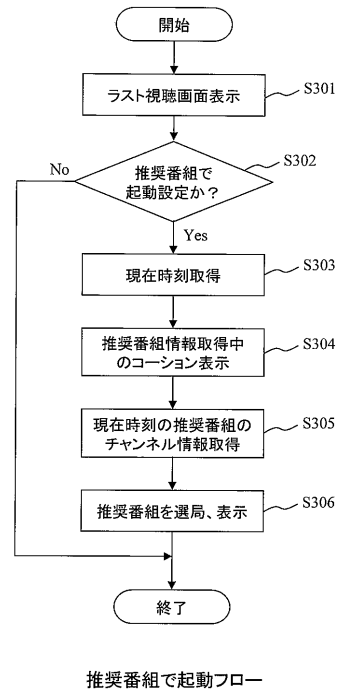 開始
ラスト視聴画面表示
S301
推奨番組で
起動設定か？
S302
No
Yes
現在時刻取得
S303
推奨番組情報取得中
のコーション表示
S304
現在時刻の推奨番組の
チャンネル情報取得
S305
推奨番組を選局、表示
S306
終了
推奨番組で起動フロー